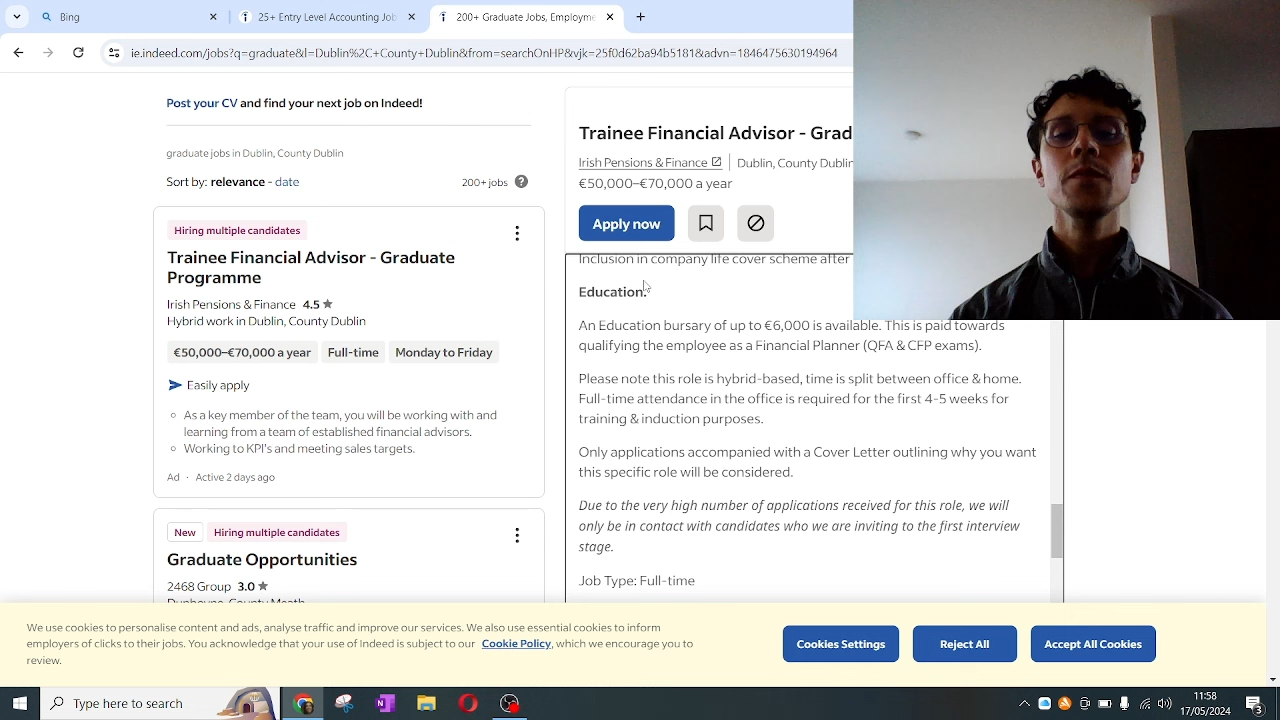 Bing
25+ Entry Level Accounting Job
200+ Graduate Jobs, Employme
ie.indeed.com/jobs?q=graduate&l=Dublin%2C+County+Dublin&from=searchOnHP&vjk=25f0d62ba94b5181&advn=1846475630194964
Post your CV and find your next job on Indeed!
graduate jobs in Dublin, County Dublin
Sort by: relevance - date
200+ jobs
Hiring multiple candidates
Trainee Financial Advisor - Graduate
Programme
Irish Pensions & Finance 4.5
Hybrid work in Dublin, County Dublin
€50,000–€70,000 a year Full-time Monday to Friday
Easily apply
As a key member of the team, you will be working with and
learning from a team of established financial advisors.
Working to KPI's and meeting sales targets.
Ad · Active 2 days ago
New Hiring multiple candidates
Graduate Opportunities
2468 Group 3.0
Dunboyne, County Meath
Trainee Financial Advisor - Grad
Irish Pensions & Finance Dublin, County Dublin
€50,000–€70,000 a year
Apply now
Inclusion in company life cover scheme after
Education:
An Education bursary of up to €6,000 is available. This is paid towards
qualifying the employee as a Financial Planner (QFA & CFP exams).
Please note this role is hybrid-based, time is split between office & home.
Full-time attendance in the office is required for the first 4-5 weeks for
training & induction purposes.
Only applications accompanied with a Cover Letter outlining why you want
this specific role will be considered.
Due to the very high number of applications received for this role, we will
only be in contact with candidates who we are inviting to the first interview
stage.
Job Type: Full-time
We use cookies to personalise content and ads, analyse traffic and improve our services. We also use essential cookies to inform
employers of clicks to their jobs. You acknowledge that your use of Indeed is subject to our Cookie Policy, which we encourage you to
review.
Cookies Settings
Reject All
Accept All Cookies
Type here to search
11:58
17/05/2024